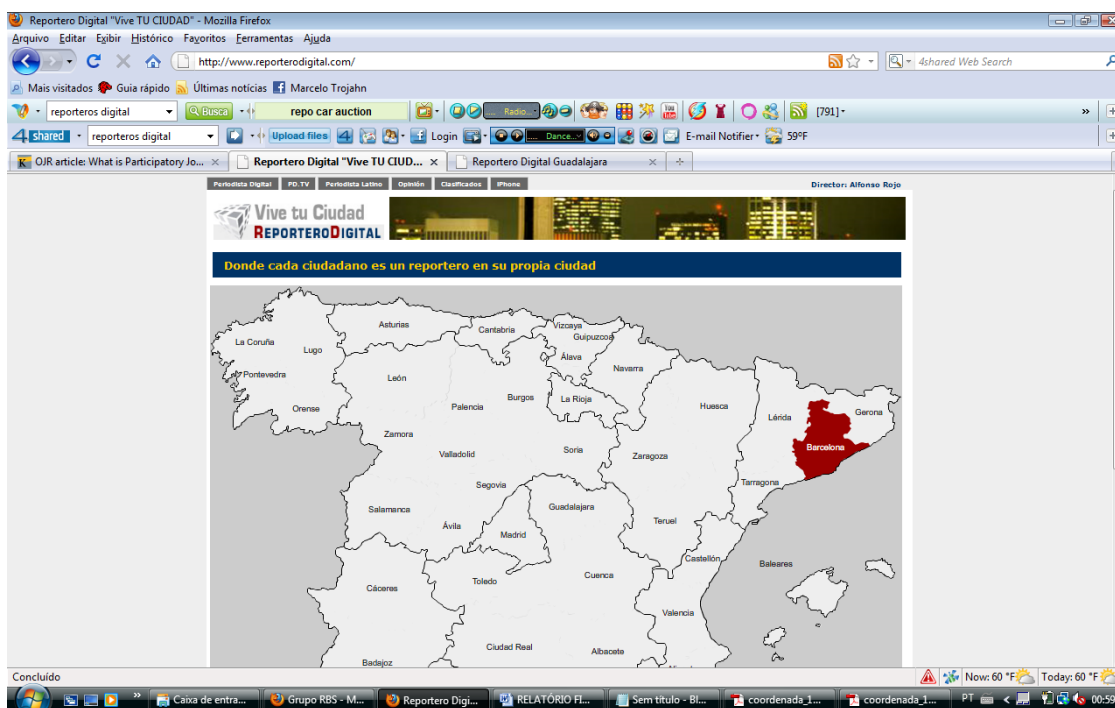 Reportero Digital "Vive TU CIUDAD" - Mozilla Firefox
Arquivo Editar Exibir Histórico Favoritos Ferramentas Ajuda
http://www.reporterodigital.com/ 4shared Web Search
Mais visitados Guia rápido Últimas notícias Marcelo Trojahn
reporteros digital Busca repo car auction Radio... You Tube [791] »
4 shared reporteros digital Upload files Login Dance... E-mail Notifier 59°F
OJR article: What is Participatory Jo... Reportero Digital "Vive TU CIUD... Reportero Digital Guadalajara
Periodista Digital PD.TV Periodista Latino Opinión Clasificados iPhone Director: Alfonso Rojo
Vive tu Ciudad
REPORTERODIGITAL
Donde cada ciudadano es un reportero en su propia ciudad
Asturias Cantabria Vizcaya
Guipuzcoa
La Coruña Lugo Álava
Navarra
Pontevedra León
Burgos La Rioja
Orense Palencia Huesca Lérida Gerona
Zamora
Valladolid Soria Zaragoza Barcelona
Segovia Tarragona
Salamanca Guadalajara
Ávila Madrid Teruel
Castellón Baleares
Cáceres Toledo Cuenca
Valencia
Ciudad Real Albacete
Badajoz
Concluído Now: 60 °F Today: 60 °F
» Caixa de entra... Grupo RBS - M... Reportero Digi... RELATÓRIO FI... Sem título - Bl... coordenada_1... coordenada_1... PT < 00:59